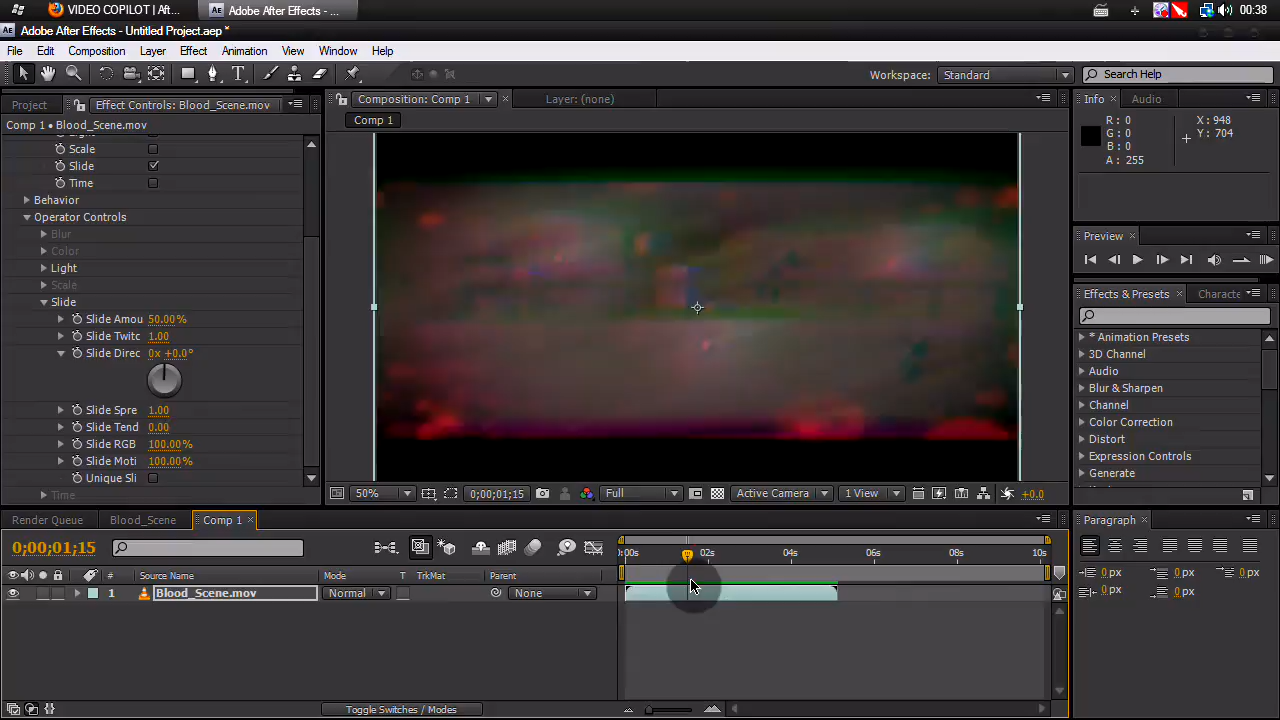 VIDEO COPILOT | Aft...
Adobe After Effects - ...
00:38
Adobe After Effects - Untitled Project.aep *
File Edit Composition Layer Effect Animation View Window Help
Workspace: Standard
Search Help
Project
Effect Controls: Blood_Scene.mov
Comp 1 • Blood_Scene.mov
Scale
Slide
Time
Behavior
Operator Controls
Blur
Color
Light
Scale
Slide
Slide Amou 50.00%
Slide Twitc 1.00
Slide Direc 0x +0.0°
Slide Spre 1.00
Slide Tend 0.00
Slide RGB 100.00%
Slide Moti 100.00%
Unique Sli
Time
Composition: Comp 1
Layer: (none)
Comp 1
50%
0;00;01;15
Full
Active Camera
1 View
+0.0
Info
Audio
R: 0
G: 0
B: 0
A: 255
X: 948
Y: 704
Preview
Effects & Presets
Characte
* Animation Presets
3D Channel
Audio
Blur & Sharpen
Channel
Color Correction
Distort
Expression Controls
Generate
Render Queue
Blood_Scene
Comp 1
0;00;01;15
:00s 02s 04s 06s 08s 10s
# Source Name Mode T TrkMat Parent
1 Blood_Scene.mov Normal None
Toggle Switches / Modes
Paragraph
0 px
0 px
0 px
0 px
0 px